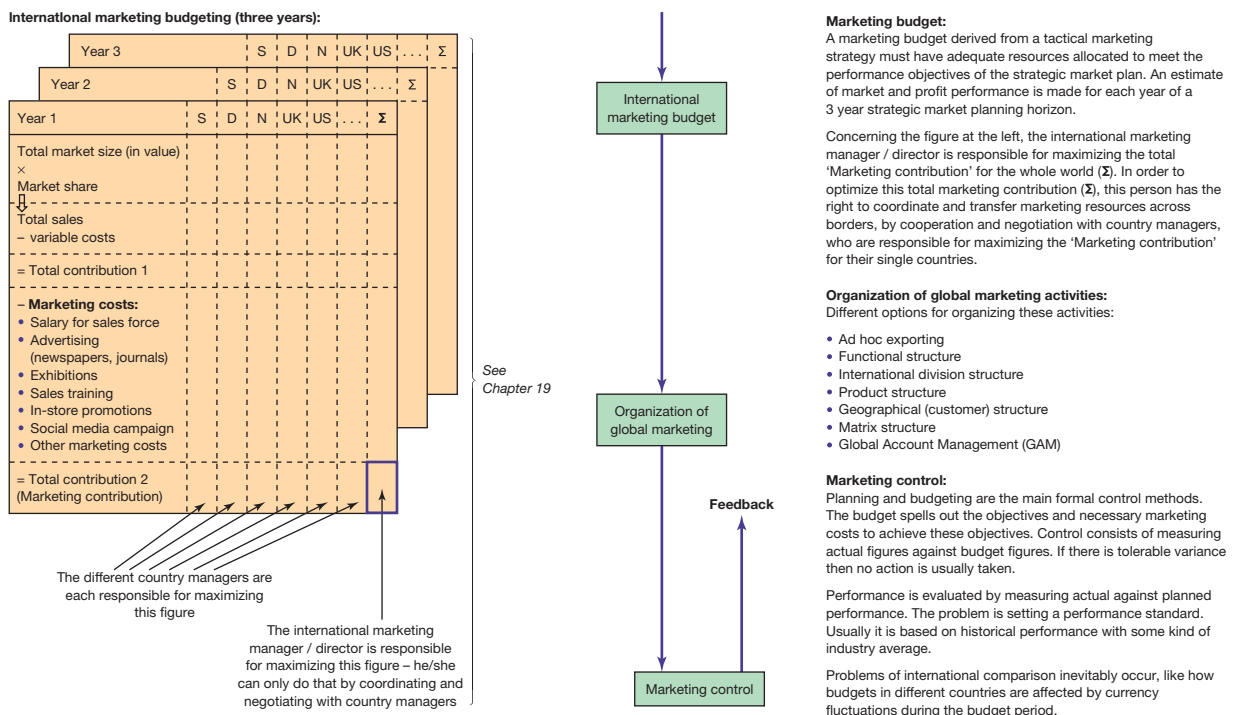 International marketing budgeting (three years):
Year 3 S D N UK US . . . Σ
Year 2 S D N UK US . . . Σ
Year 1 S D N UK US . . . Σ
Total market size (in value)
×
Market share
Total sales
– variable costs
= Total contribution 1
– Marketing costs:
• Salary for sales force
• Advertising
(newspapers, journals)
• Exhibitions
• Sales training
• In-store promotions
• Social media campaign
• Other marketing costs
= Total contribution 2
(Marketing contribution)
The different country managers are
each responsible for maximizing
this figure
The international marketing
manager / director is responsible
for maximizing this figure – he/she
can only do that by coordinating and
negotiating with country managers
See
Chapter 19
International
marketing budget
Organization of
global marketing
Feedback
Marketing control
Marketing budget:
A marketing budget derived from a tactical marketing
strategy must have adequate resources allocated to meet the
performance objectives of the strategic market plan. An estimate
of market and profit performance is made for each year of a
3 year strategic market planning horizon.
Concerning the figure at the left, the international marketing
manager / director is responsible for maximizing the total
‘Marketing contribution’ for the whole world (Σ). In order to
optimize this total marketing contribution (Σ), this person has the
right to coordinate and transfer marketing resources across
borders, by cooperation and negotiation with country managers,
who are responsible for maximizing the ‘Marketing contribution’
for their single countries.
Organization of global marketing activities:
Different options for organizing these activities:
• Ad hoc exporting
• Functional structure
• International division structure
• Product structure
• Geographical (customer) structure
• Matrix structure
• Global Account Management (GAM)
Marketing control:
Planning and budgeting are the main formal control methods.
The budget spells out the objectives and necessary marketing
costs to achieve these objectives. Control consists of measuring
actual figures against budget figures. If there is tolerable variance
then no action is usually taken.
Performance is evaluated by measuring actual against planned
performance. The problem is setting a performance standard.
Usually it is based on historical performance with some kind of
industry average.
Problems of international comparison inevitably occur, like how
budgets in different countries are affected by currency
fluctuations during the budget period.